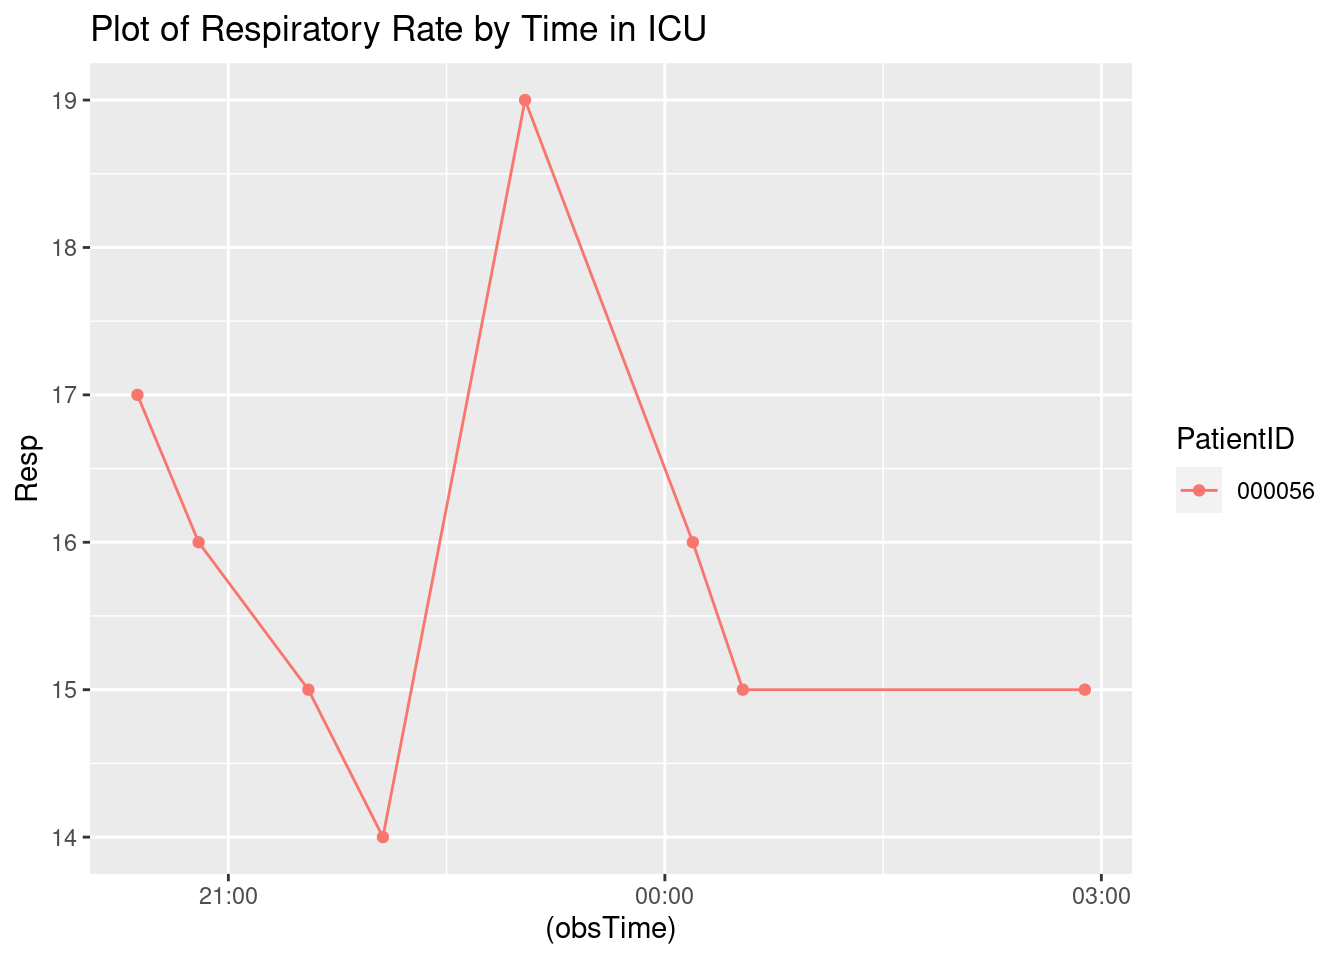 Plot of Respiratory Rate by Time in ICU
19
18
17
16
15
14
Resp
21:00 00:00 03:00
(obsTime)
PatientID
000056